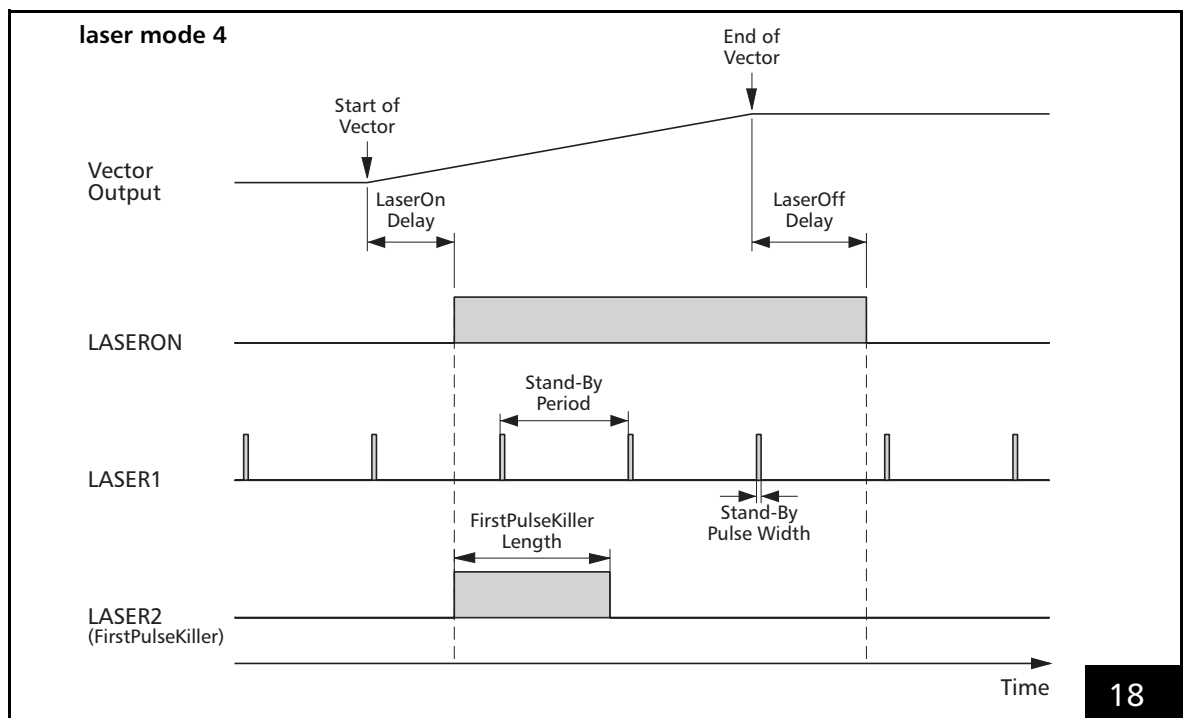 laser mode 4
End of
Vector
Start of
Vector
Vector
Output
LaserOn
Delay
LaserOff
Delay
LASERON
Stand-By
Period
LASER1
Stand-By
Pulse Width
FirstPulseKiller
Length
LASER2
(FirstPulseKiller)
Time
18